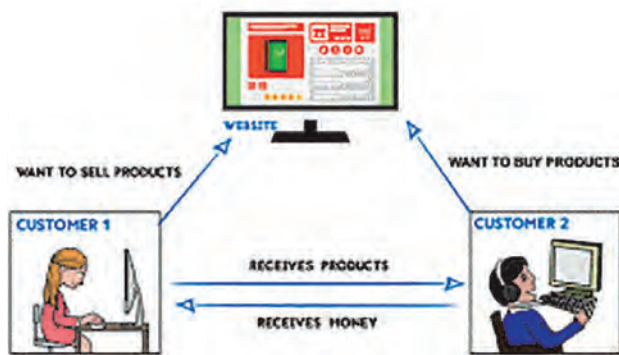 WEBSITE
WANT TO SELL PRODUCTS
WANT TO BUY PRODUCTS
CUSTOMER 1
CUSTOMER 2
RECEIVES PRODUCTS
RECEIVES MONEY